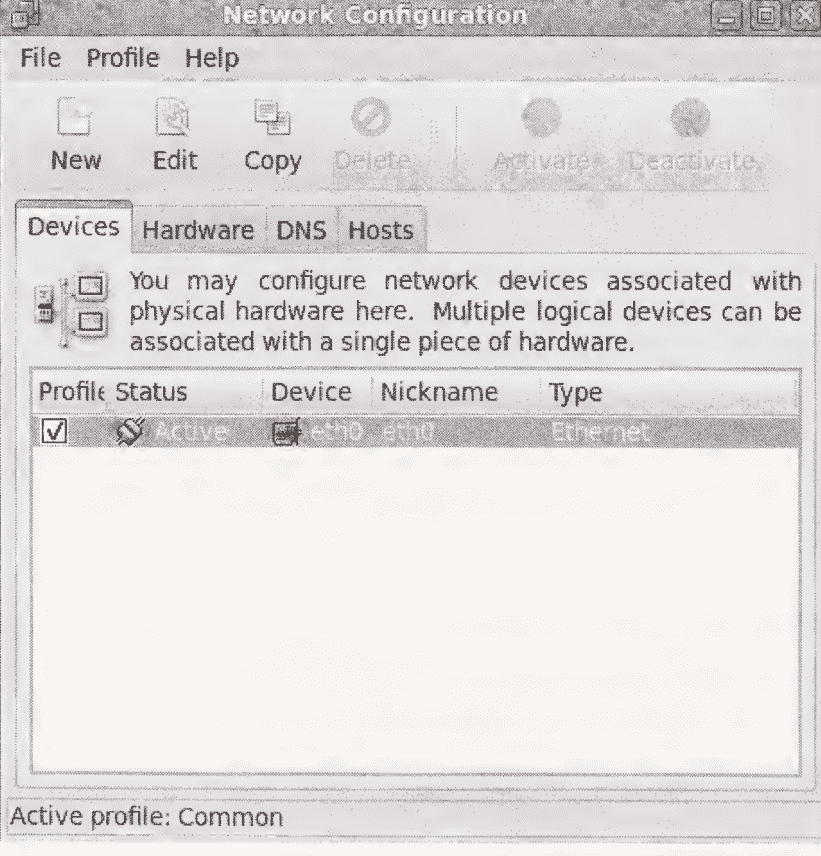 Network Configuration
File Profile Help
New Edit Copy Delete Activate Deactivate
Devices Hardware DNS Hosts
You may configure network devices associated with
physical hardware here. Multiple logical devices can be
associated with a single piece of hardware.
Profile Status Device Nickname Type
Active eth0 eth0 Ethernet
Active profile: Common